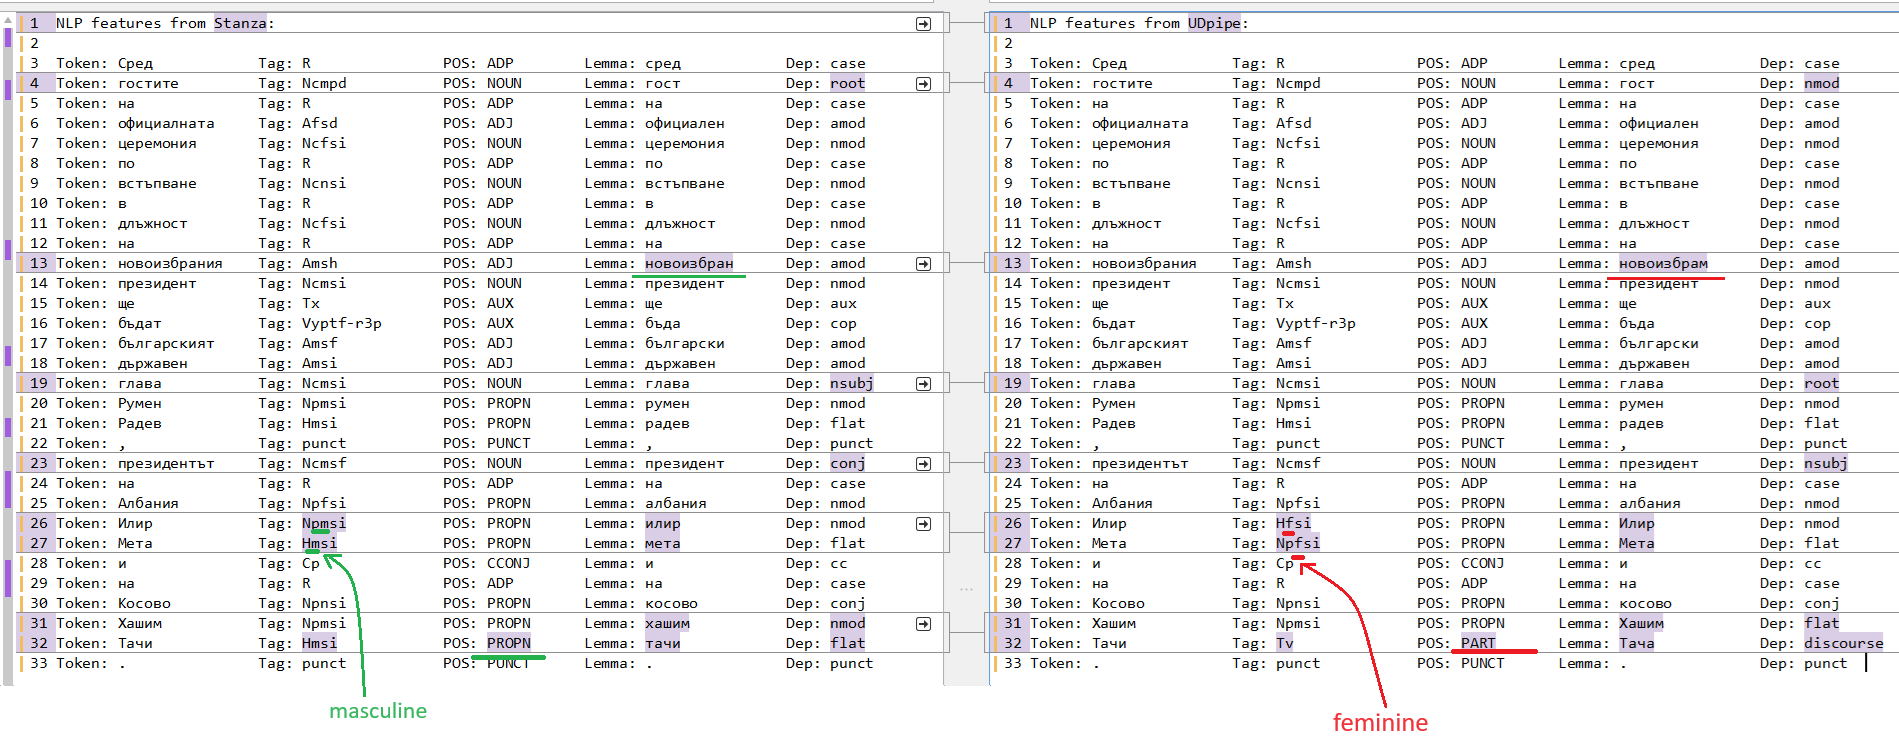 1 NLP features from Stanza:
2
3 Token: Сред Tag: R POS: ADP Lemma: сред Dep: case
4 Token: гостите Tag: Ncmpd POS: NOUN Lemma: гост Dep: root
5 Token: на Tag: R POS: ADP Lemma: на Dep: case
6 Token: официалната Tag: Afsd POS: ADJ Lemma: официален Dep: amod
7 Token: церемония Tag: Ncfsi POS: NOUN Lemma: церемония Dep: nmod
8 Token: по Tag: R POS: ADP Lemma: по Dep: case
9 Token: встъпване Tag: Ncnsi POS: NOUN Lemma: встъпване Dep: nmod
10 Token: в Tag: R POS: ADP Lemma: в Dep: case
11 Token: длъжност Tag: Ncfsi POS: NOUN Lemma: длъжност Dep: nmod
12 Token: на Tag: R POS: ADP Lemma: на Dep: case
13 Token: новоизбрания Tag: Amsh POS: ADJ Lemma: новоизбран Dep: amod
14 Token: президент Tag: Ncmsi POS: NOUN Lemma: президент Dep: nmod
15 Token: ще Tag: Tx POS: AUX Lemma: ще Dep: aux
16 Token: бъдат Tag: Vyptf-r3p POS: AUX Lemma: бъда Dep: cop
17 Token: българският Tag: Amsf POS: ADJ Lemma: български Dep: amod
18 Token: държавен Tag: Amsi POS: ADJ Lemma: държавен Dep: amod
19 Token: глава Tag: Ncmsi POS: NOUN Lemma: глава Dep: nsubj
20 Token: Румен Tag: Npmsi POS: PROPN Lemma: румен Dep: nmod
21 Token: Радев Tag: Hmsi POS: PROPN Lemma: радев Dep: flat
22 Token: , Tag: punct POS: PUNCT Lemma: , Dep: punct
23 Token: президентът Tag: Ncmsf POS: NOUN Lemma: президент Dep: conj
24 Token: на Tag: R POS: ADP Lemma: на Dep: case
25 Token: Албания Tag: Npfsi POS: PROPN Lemma: албания Dep: nmod
26 Token: Илир Tag: Npmsi POS: PROPN Lemma: илир Dep: nmod
27 Token: Мета Tag: Hmsi POS: PROPN Lemma: мета Dep: flat
28 Token: и Tag: Cp POS: CCONJ Lemma: и Dep: cc
29 Token: на Tag: R POS: ADP Lemma: на Dep: case
30 Token: Косово Tag: Npnsi POS: PROPN Lemma: косово Dep: conj
31 Token: Хашим Tag: Npmsi POS: PROPN Lemma: хашим Dep: nmod
32 Token: Тачи Tag: Hmsi POS: PROPN Lemma: тачи Dep: flat
33 Token: . Tag: punct POS: PUNCT Lemma: . Dep: punct
masculine
1 NLP features from UDpipe:
2
3 Token: Сред Tag: R POS: ADP Lemma: сред Dep: case
4 Token: гостите Tag: Ncmpd POS: NOUN Lemma: гост Dep: nmod
5 Token: на Tag: R POS: ADP Lemma: на Dep: case
6 Token: официалната Tag: Afsd POS: ADJ Lemma: официален Dep: amod
7 Token: церемония Tag: Ncfsi POS: NOUN Lemma: церемония Dep: nmod
8 Token: по Tag: R POS: ADP Lemma: по Dep: case
9 Token: встъпване Tag: Ncnsi POS: NOUN Lemma: встъпване Dep: nmod
10 Token: в Tag: R POS: ADP Lemma: в Dep: case
11 Token: длъжност Tag: Ncfsi POS: NOUN Lemma: длъжност Dep: nmod
12 Token: на Tag: R POS: ADP Lemma: на Dep: case
13 Token: новоизбрания Tag: Amsh POS: ADJ Lemma: новоизбрам Dep: amod
14 Token: президент Tag: Ncmsi POS: NOUN Lemma: президент Dep: nmod
15 Token: ще Tag: Tx POS: AUX Lemma: ще Dep: aux
16 Token: бъдат Tag: Vyptf-r3p POS: AUX Lemma: бъда Dep: cop
17 Token: българският Tag: Amsf POS: ADJ Lemma: български Dep: amod
18 Token: държавен Tag: Amsi POS: ADJ Lemma: държавен Dep: amod
19 Token: глава Tag: Ncmsi POS: NOUN Lemma: глава Dep: root
20 Token: Румен Tag: Npmsi POS: PROPN Lemma: румен Dep: nmod
21 Token: Радев Tag: Hmsi POS: PROPN Lemma: радев Dep: flat
22 Token: , Tag: punct POS: PUNCT Lemma: , Dep: punct
23 Token: президентът Tag: Ncmsf POS: NOUN Lemma: президент Dep: nsubj
24 Token: на Tag: R POS: ADP Lemma: на Dep: case
25 Token: Албания Tag: Npfsi POS: PROPN Lemma: албания Dep: nmod
26 Token: Илир Tag: Hfsi POS: PROPN Lemma: Илир Dep: nmod
27 Token: Мета Tag: Npfsi POS: PROPN Lemma: Мета Dep: flat
28 Token: и Tag: Cp POS: CCONJ Lemma: и Dep: cc
29 Token: на Tag: R POS: ADP Lemma: на Dep: case
30 Token: Косово Tag: Npnsi POS: PROPN Lemma: косово Dep: conj
31 Token: Хашим Tag: Npmsi POS: PROPN Lemma: Хашим Dep: flat
32 Token: Тачи Tag: Tv POS: PART Lemma: Тача Dep: discourse
33 Token: . Tag: punct POS: PUNCT Lemma: . Dep: punct
feminine